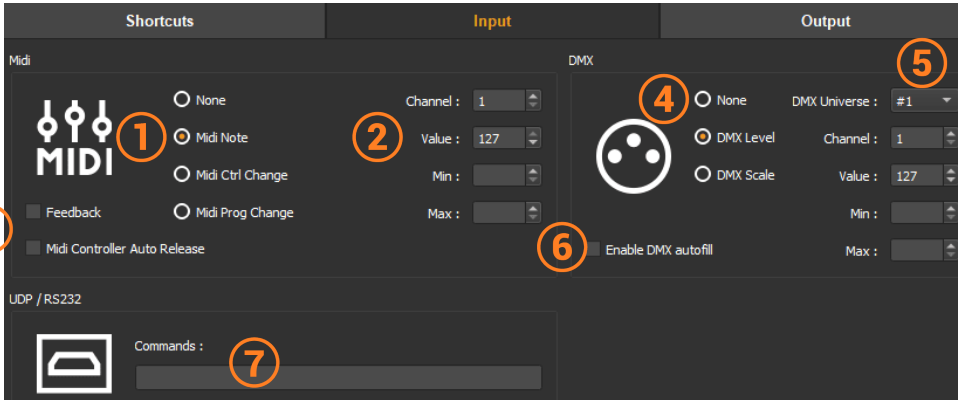 Shortcuts
Input
Output
Midi
MIDI
1
None
Midi Note
Midi Ctrl Change
Midi Prog Change
Feedback
Midi Controller Auto Release
2
Channel : 1
Value : 127
Min :
Max :
DMX
4
None
DMX Level
DMX Scale
5
DMX Universe : #1
Channel : 1
Value : 127
Min :
Max :
6
Enable DMX autofill
UDP / RS232
Commands :
7